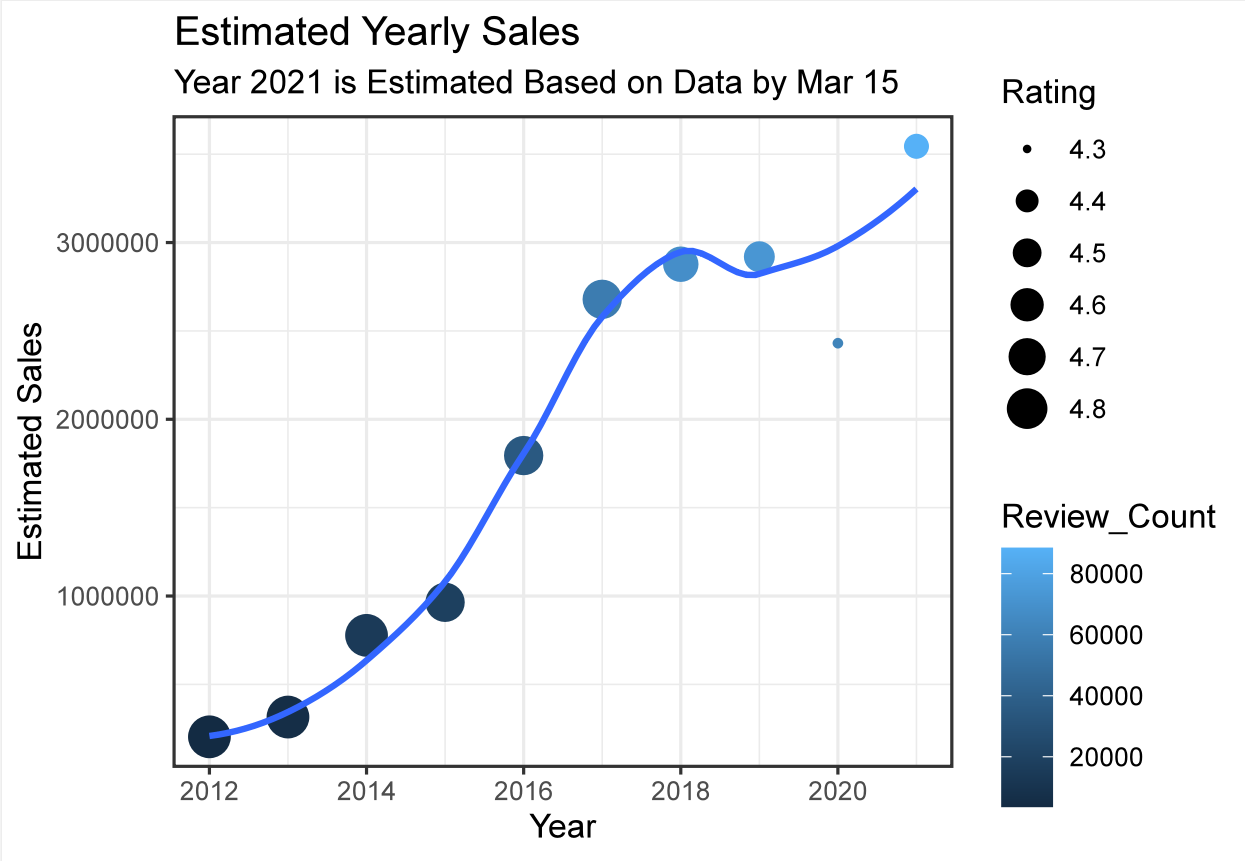 Estimated Yearly Sales
Year 2021 is Estimated Based on Data by Mar 15
Estimated Sales
3000000
2000000
1000000
2012 2014 2016 2018 2020
Year
Rating
4.3
4.4
4.5
4.6
4.7
4.8
Review_Count
80000
60000
40000
20000